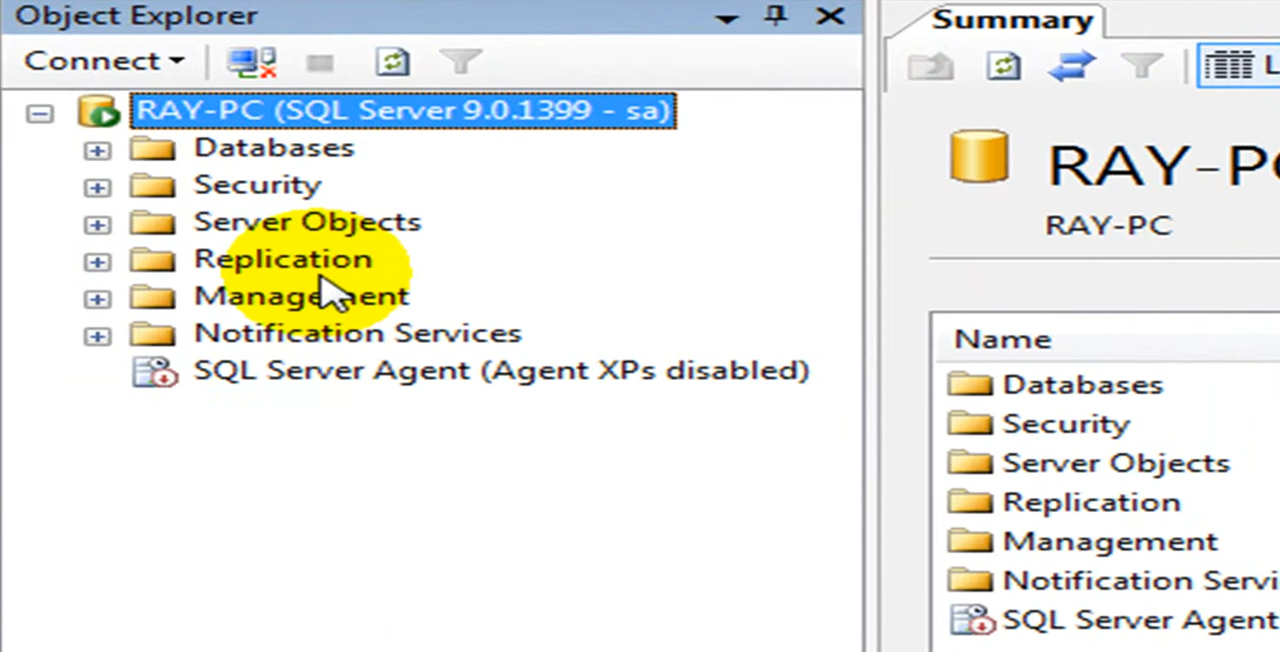 Object Explorer
Connect
RAY-PC (SQL Server 9.0.1399 - sa)
Databases
Security
Server Objects
Replication
Management
Notification Services
SQL Server Agent (Agent XPs disabled)
Summary
L
RAY-PC
RAY-PC
Name
Databases
Security
Server Objects
Replication
Management
Notification Servi
SQL Server Agent